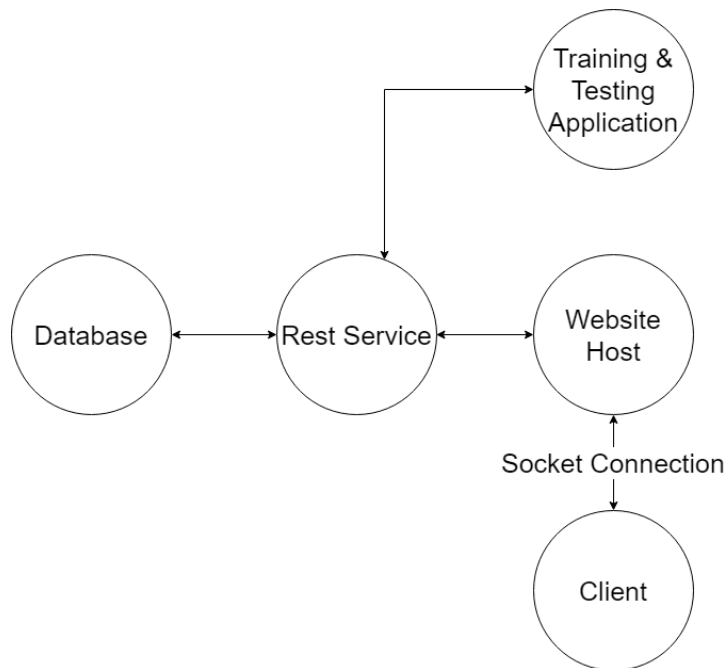 Training &
Testing
Application
Database
Rest Service
Website
Host
Socket Connection
Client